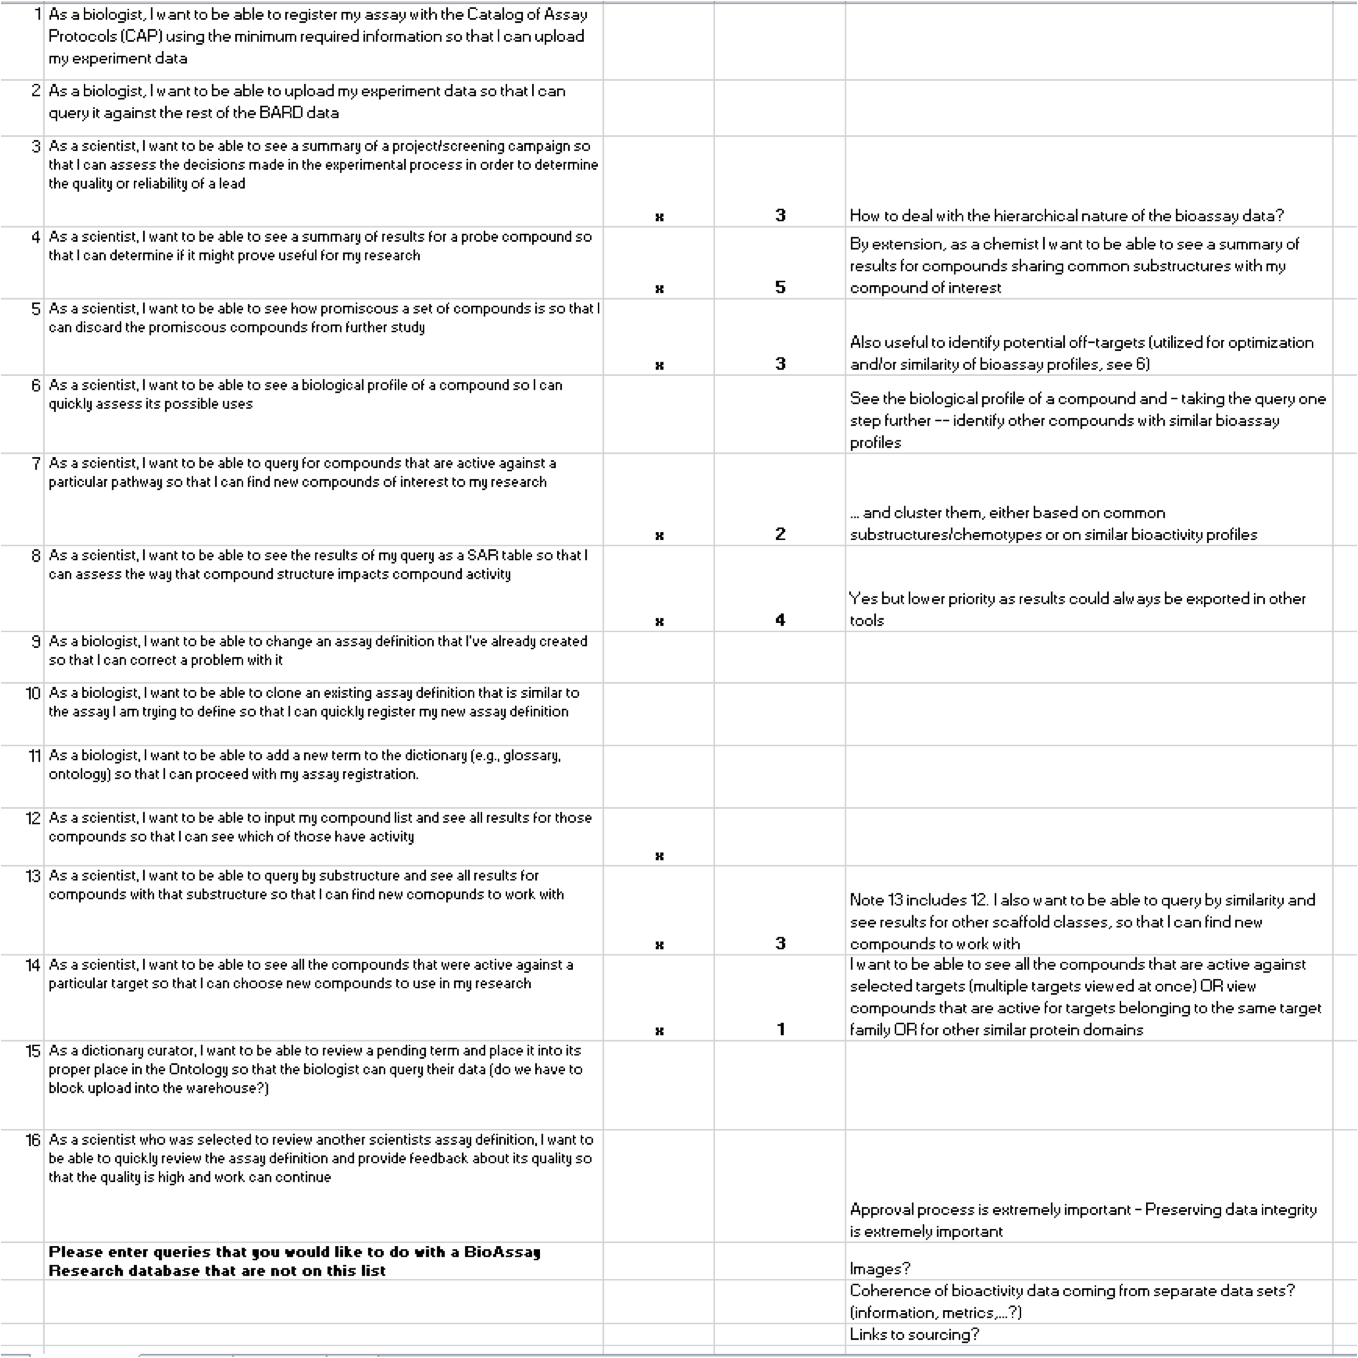 1 As a biologist, I want to be able to register my assay with the Catalog of Assay
Protocols (CAP) using the minimum required information so that I can upload
my experiment data
2 As a biologist, I want to be able to upload my experiment data so that I can
query it against the rest of the BARD data
3 As a scientist, I want to be able to see a summary of a project/screening campaign so
that I can assess the decisions made in the experimental process in order to determine
the quality or reliability of a lead
x 3 How to deal with the hierarchical nature of the bioassay data?
4 As a scientist, I want to be able to see a summary of results for a probe compound so
that I can determine if it might prove useful for my research
x 5 By extension, as a chemist I want to be able to see a summary of
results for compounds sharing common substructures with my
compound of interest
5 As a scientist, I want to be able to see how promiscous a set of compounds is so that I
can discard the promiscous compounds from further study
x 3 Also useful to identify potential off-targets (utilized for optimization
and/or similarity of bioassay profiles, see 6)
6 As a scientist, I want to be able to see a biological profile of a compound so I can
quickly assess its possible uses
See the biological profile of a compound and - taking the query one
step further -- identify other compounds with similar bioassay
profiles
7 As a scientist, I want to be able to query for compounds that are active against a
particular pathway so that I can find new compounds of interest to my research
x 2 ... and cluster them, either based on common
substructures/chemotypes or on similar bioactivity profiles
8 As a scientist, I want to be able to see the results of my query as a SAR table so that I
can assess the way that compound structure impacts compound activity
x 4 Yes but lower priority as results could always be exported in other
tools
9 As a biologist, I want to be able to change an assay definition that I've already created
so that I can correct a problem with it
10 As a biologist, I want to be able to clone an existing assay definition that is similar to
the assay I am trying to define so that I can quickly register my new assay definition
11 As a biologist, I want to be able to add a new term to the dictionary (e.g., glossary,
ontology) so that I can proceed with my assay registration.
12 As a scientist, I want to be able to input my compound list and see all results for those
compounds so that I can see which of those have activity
x
13 As a scientist, I want to be able to query by substructure and see all results for
compounds with that substructure so that I can find new comopunds to work with
x 3 Note 13 includes 12. I also want to be able to query by similarity and
see results for other scaffold classes, so that I can find new
compounds to work with
14 As a scientist, I want to be able to see all the compounds that were active against a
particular target so that I can choose new compounds to use in my research
x 1 I want to be able to see all the compounds that are active against
selected targets (multiple targets viewed at once) OR view
compounds that are active for targets belonging to the same target
family OR for other similar protein domains
15 As a dictionary curator, I want to be able to review a pending term and place it into its
proper place in the Ontology so that the biologist can query their data (do we have to
block upload into the warehouse?)
16 As a scientist who was selected to review another scientists assay definition, I want to
be able to quickly review the assay definition and provide feedback about its quality so
that the quality is high and work can continue
Approval process is extremely important - Preserving data integrity
is extremely important
Please enter queries that you would like to do with a BioAssay
Research database that are not on this list
Images?
Coherence of bioactivity data coming from separate data sets?
(information, metrics,...?)
Links to sourcing?